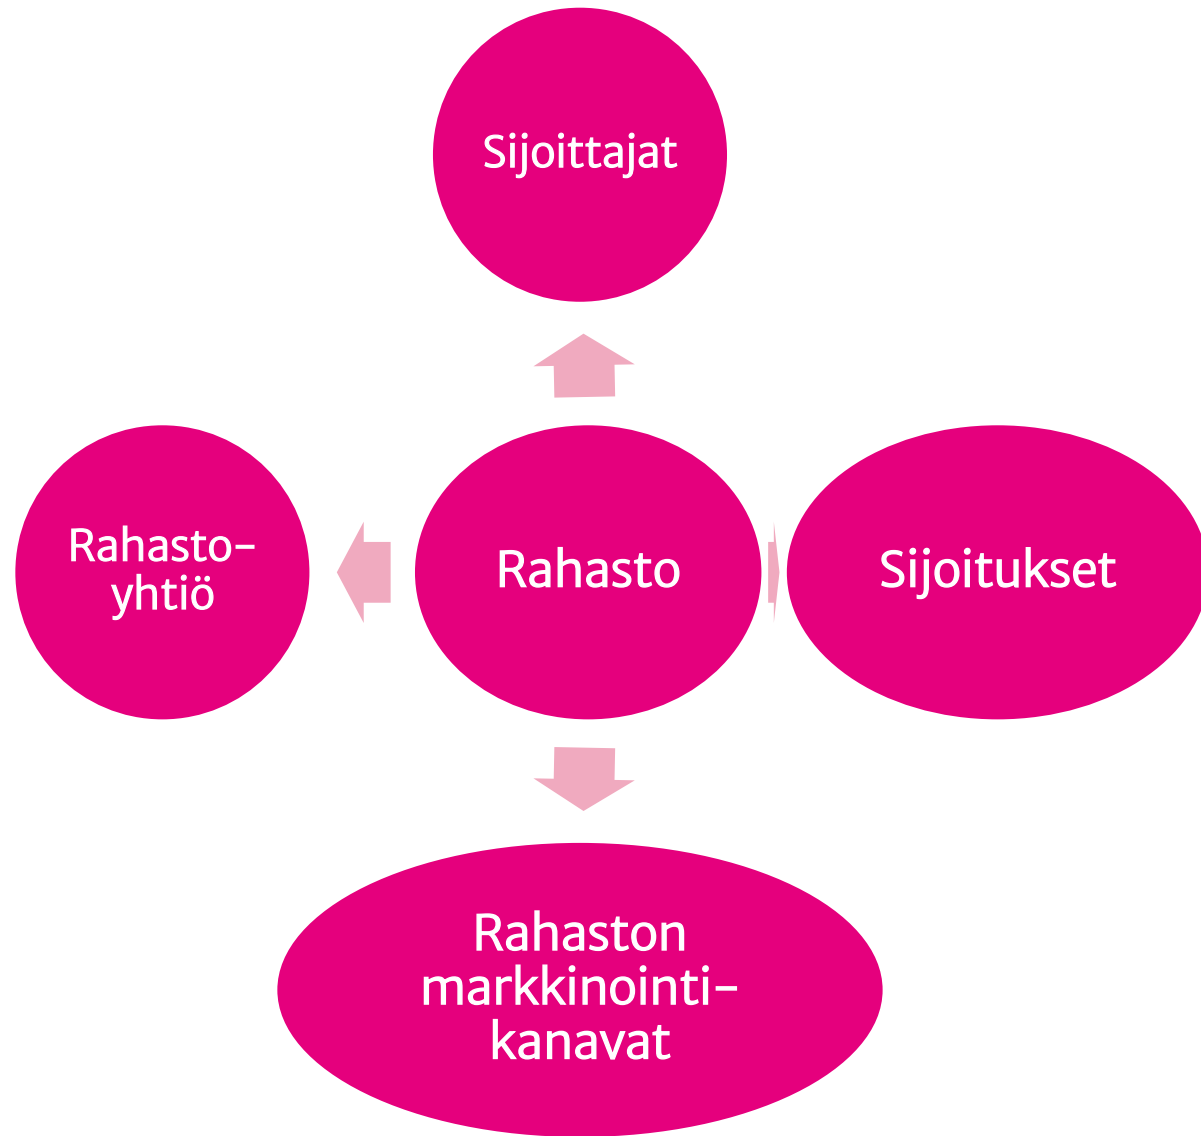 Sijoittajat
Rahasto-
yhtiö
Rahasto
Sijoitukset
Rahaston
markkinointi-
kanavat